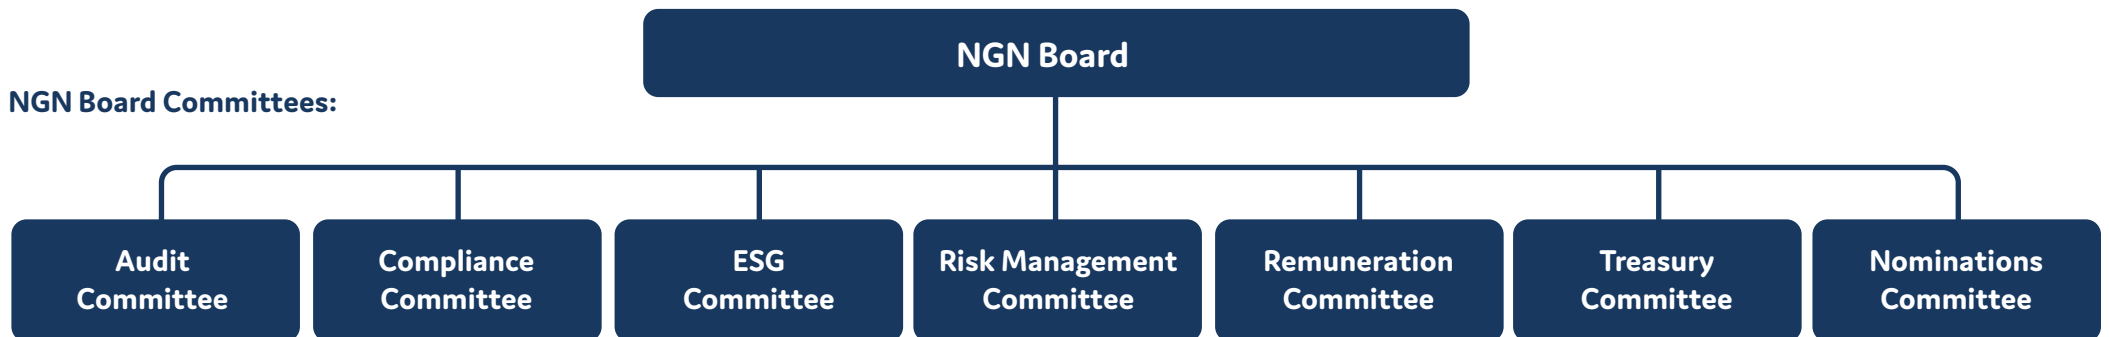 NGN Board
NGN Board Committees:
Audit
Committee
Compliance
Committee
ESG
Committee
Risk Management
Committee
Remuneration
Committee
Treasury
Committee
Nominations
Committee